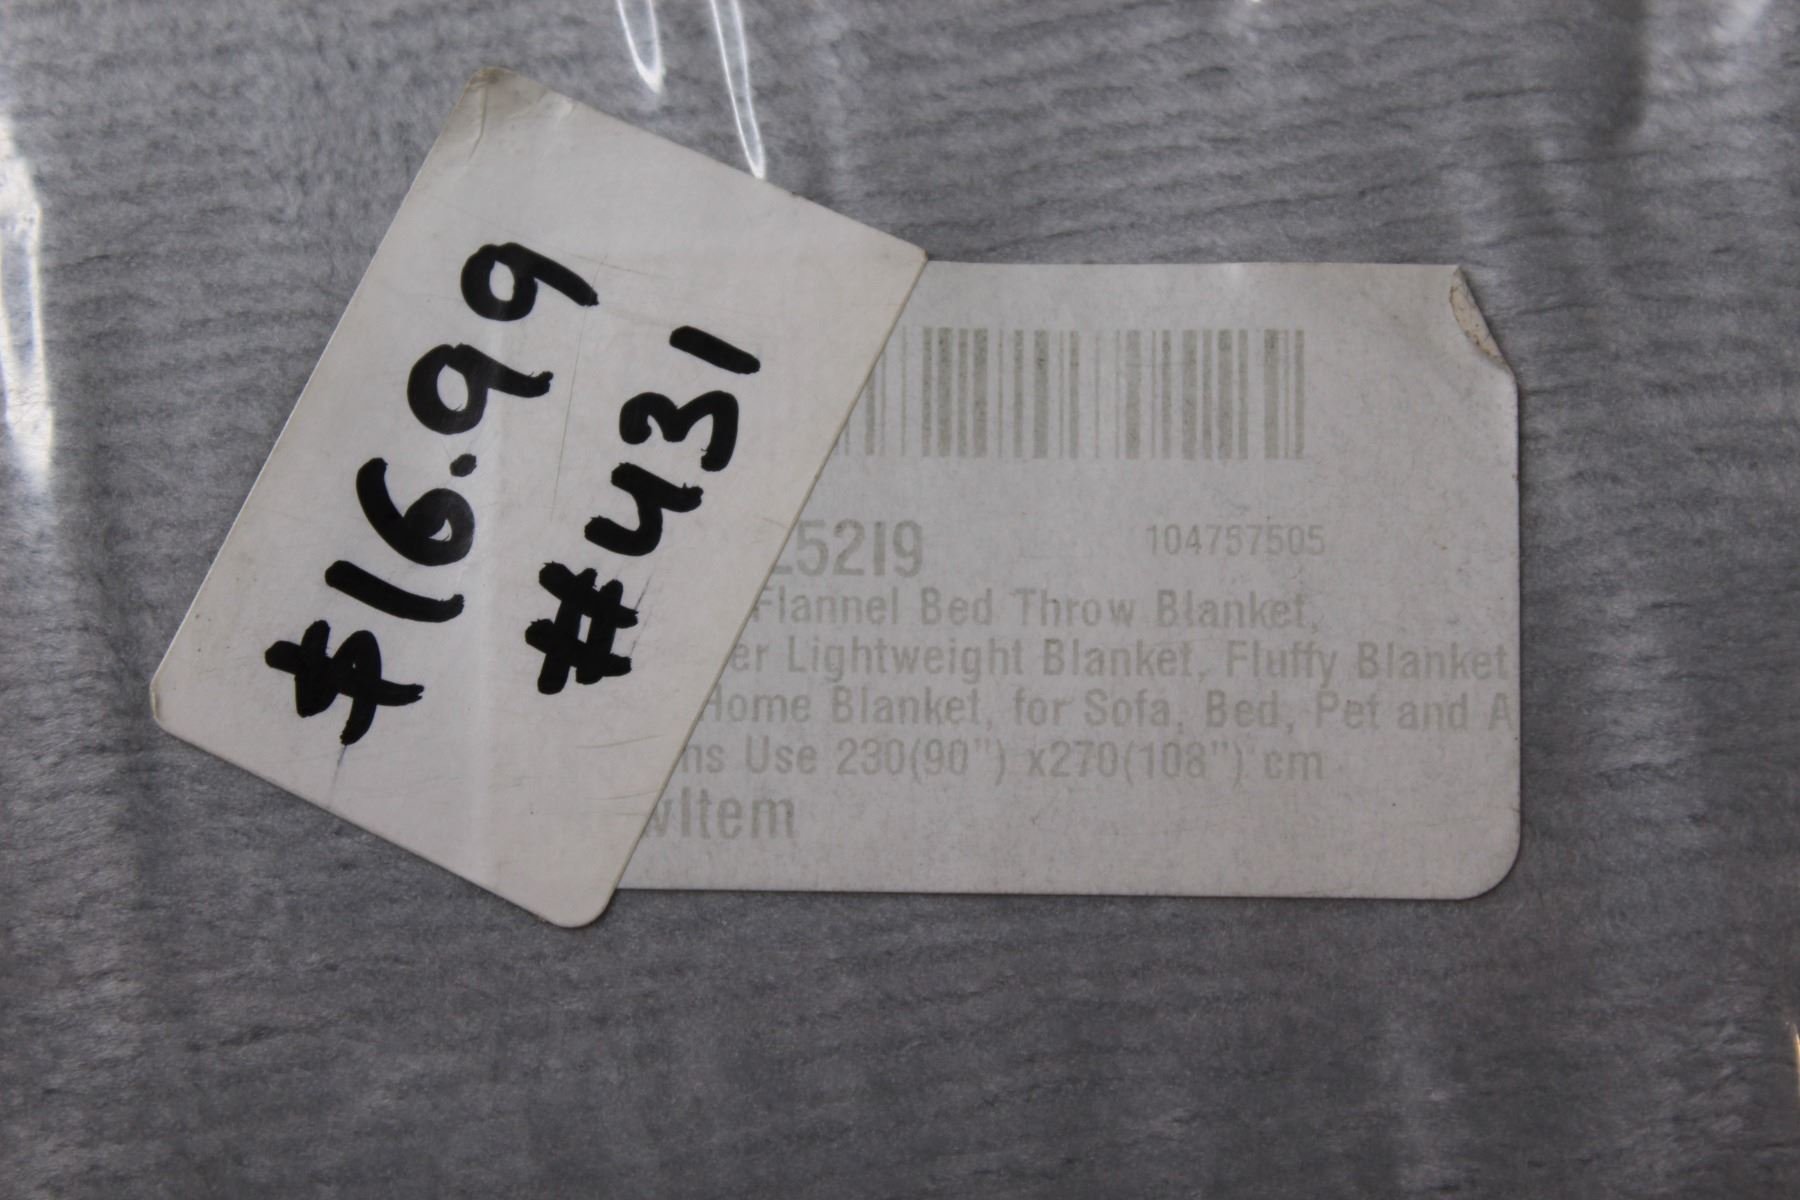 $16.99
#431
5219
104757505
Flannel Bed Throw Blanket,
er Lightweight Blanket, Fluffy Blanket
Home Blanket, for Sofa, Bed, Pet and A
ns Use 230(90") x270(108") cm
wItem